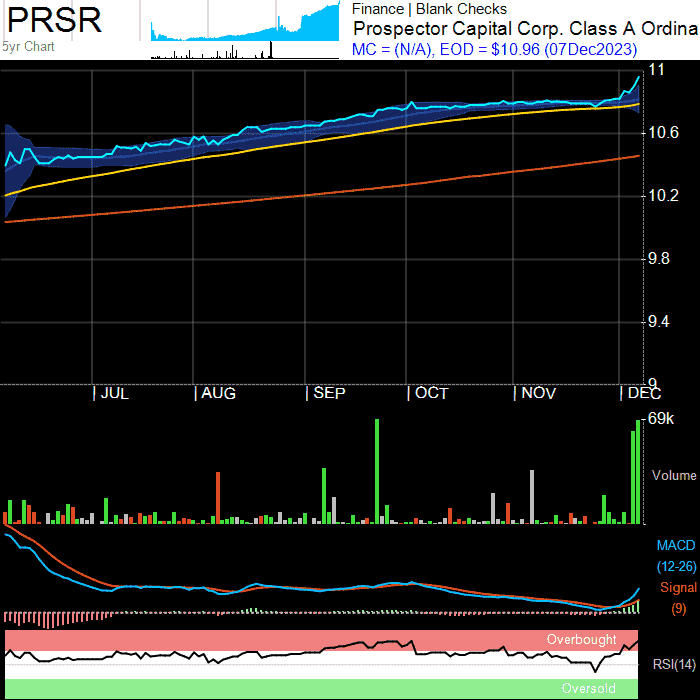 PRSR
5yr Chart
Finance | Blank Checks
Prospector Capital Corp. Class A Ordina
MC = (N/A), EOD = $10.96 (07Dec2023)
11
10.6
10.2
9.8
9.4
9
JUL AUG SEP OCT NOV DEC
69k
Volume
MACD
(12-26)
Signal
(9)
Overbought
RSI(14)
Oversold